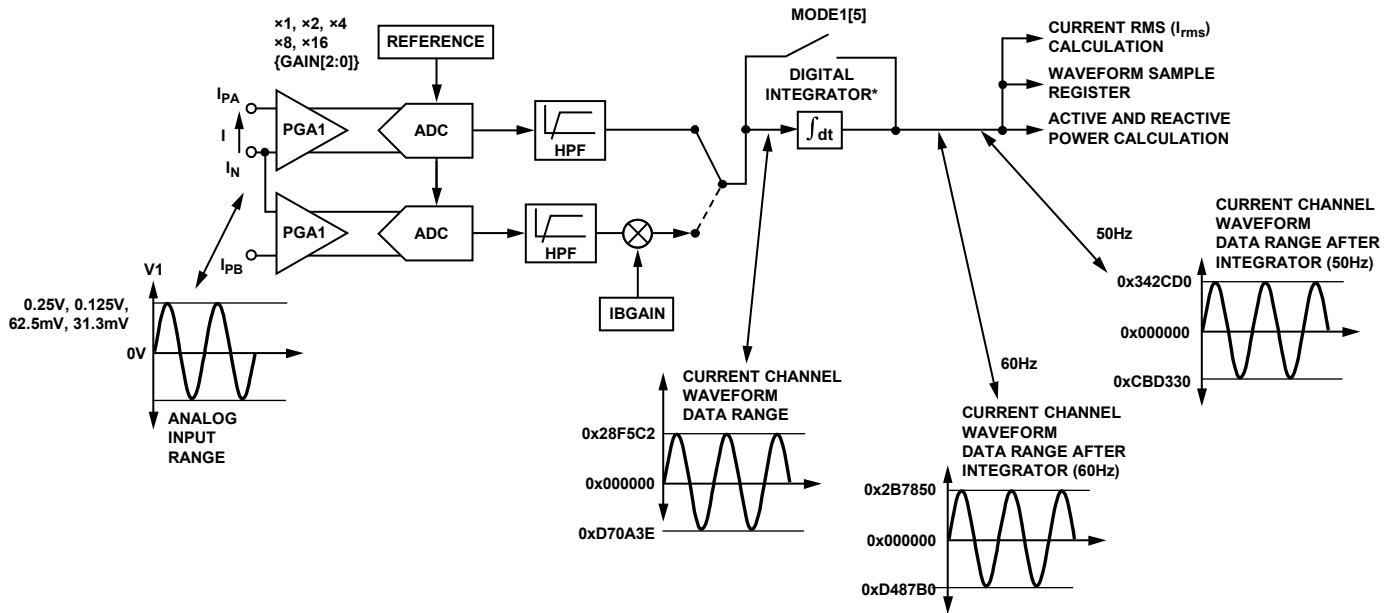 ×1, ×2, ×4
×8, ×16
{GAIN[2:0]}
REFERENCE
MODE1[5]
CURRENT RMS (Irms)
CALCULATION
WAVEFORM SAMPLE
REGISTER
ACTIVE AND REACTIVE
POWER CALCULATION
DIGITAL
INTEGRATOR*
∫dt
IPA
I
IN
PGA1
ADC
HPF
IPB
PGA1
ADC
HPF
IBGAIN
V1
0.25V, 0.125V,
62.5mV, 31.3mV
0V
ANALOG
INPUT
RANGE
CURRENT CHANNEL
WAVEFORM
DATA RANGE
0x28F5C2
0x000000
0xD70A3E
60Hz
CURRENT CHANNEL
WAVEFORM
DATA RANGE AFTER
INTEGRATOR (60Hz)
0x2B7850
0x000000
0xD487B0
50Hz
CURRENT CHANNEL
WAVEFORM
DATA RANGE AFTER
INTEGRATOR (50Hz)
0x342CD0
0x000000
0xCBD330